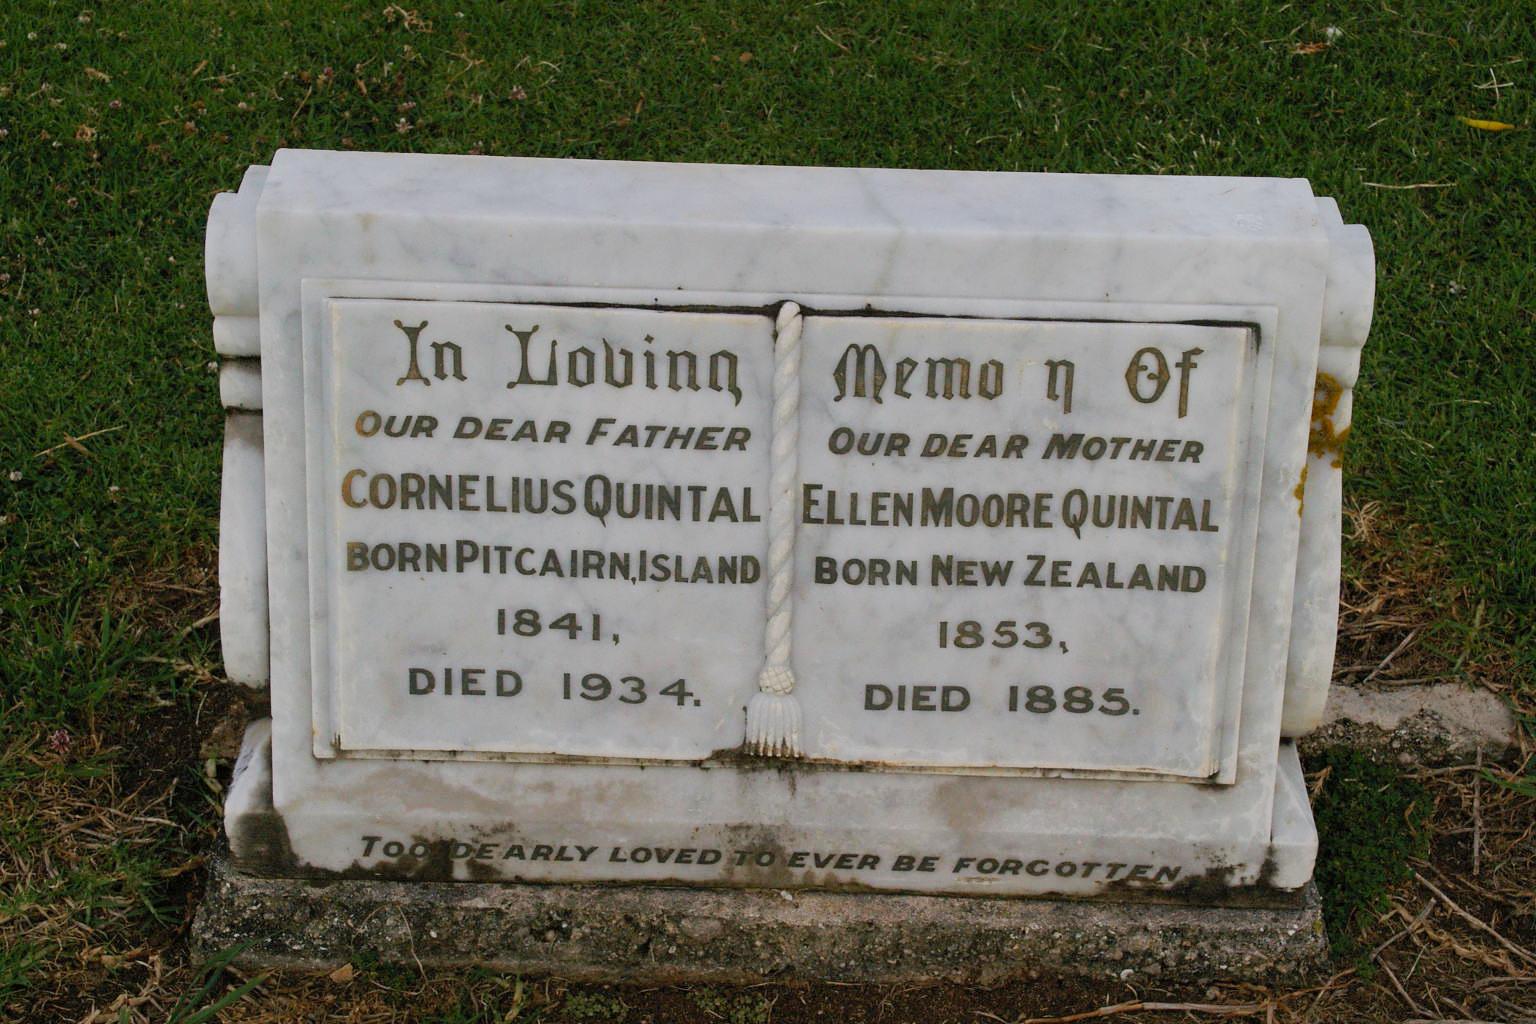 In Loving
OUR DEAR FATHER
CORNELIUS QUINTAL
BORN PITCAIRN, ISLAND
1841,
DIED 1934.
Memo y Of
OUR DEAR MOTHER
ELLEN MOORE QUINTAL
BORN NEW ZEALAND
1853,
DIED 1885.
TOO DEARLY LOVED TO EVER BE FORGOTTEN